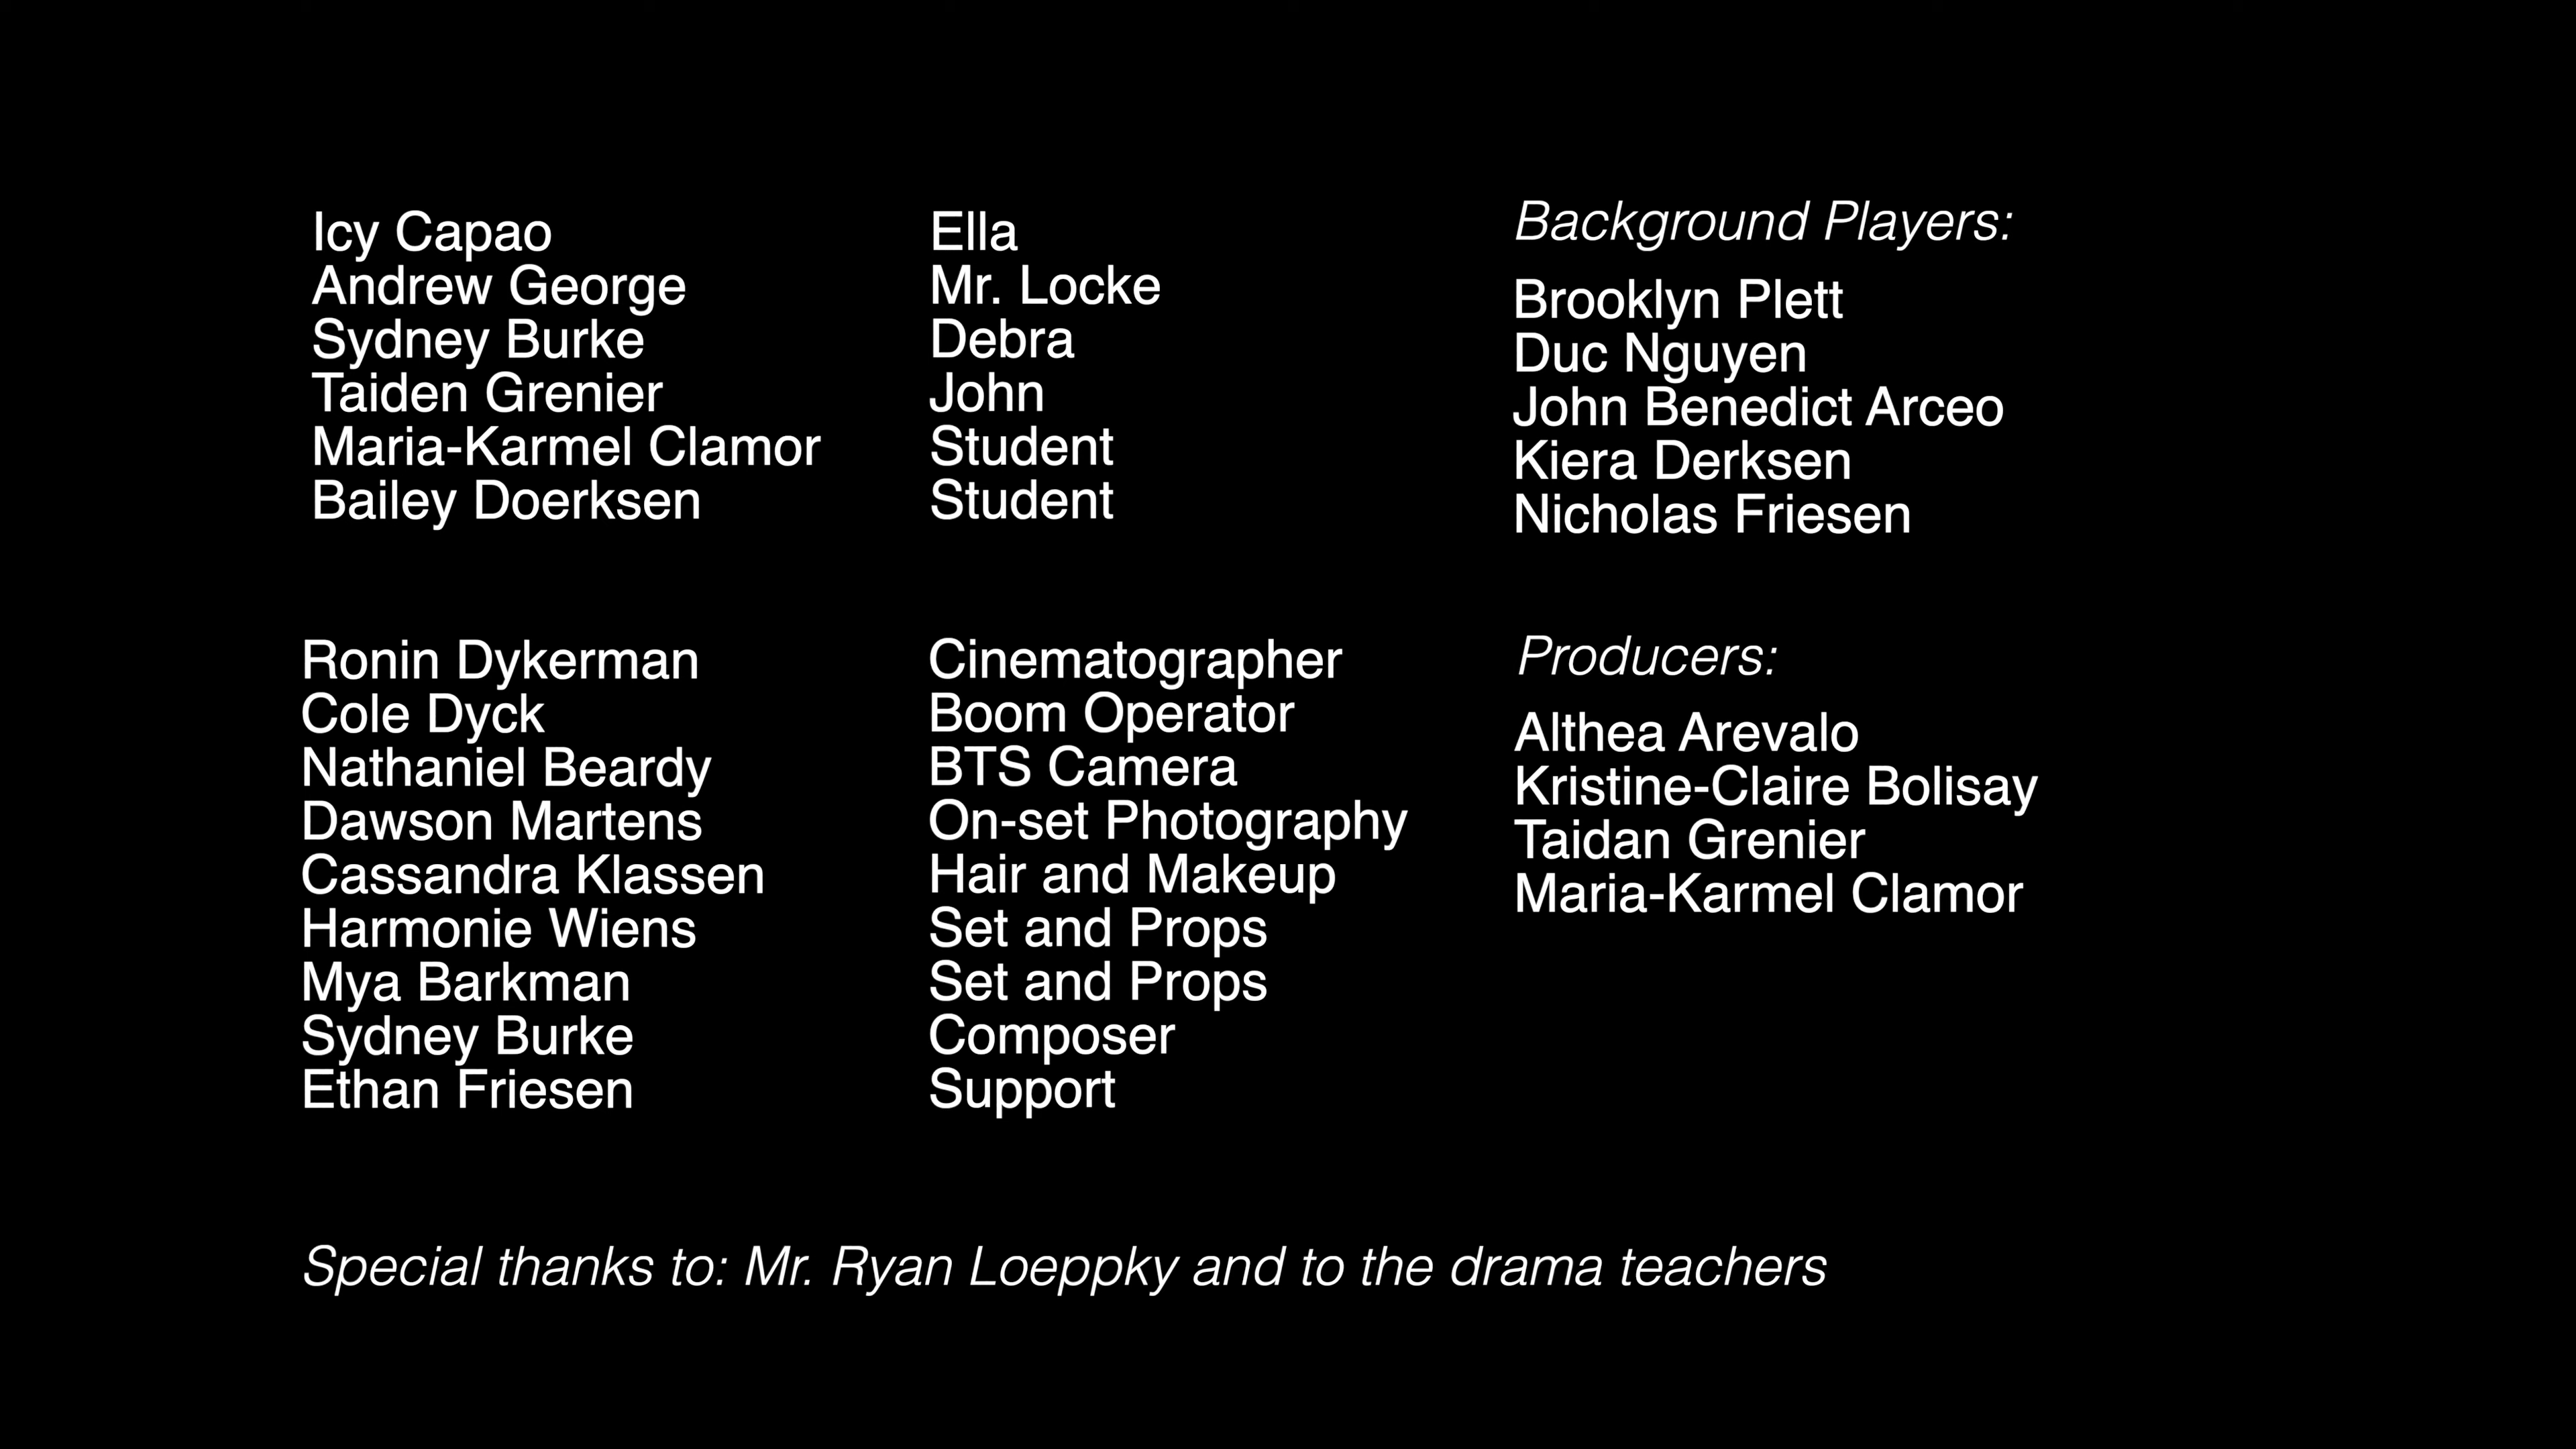 Icy Capao Ella
Andrew George Mr. Locke
Sydney Burke Debra
Taiden Grenier John
Maria-Karmel Clamor Student
Bailey Doerksen Student
Background Players:
Brooklyn Plett
Duc Nguyen
John Benedict Arceo
Kiera Derksen
Nicholas Friesen
Ronin Dykerman Cinematographer
Cole Dyck Boom Operator
Nathaniel Beardy BTS Camera
Dawson Martens On-set Photography
Cassandra Klassen Hair and Makeup
Harmonie Wiens Set and Props
Mya Barkman Set and Props
Sydney Burke Composer
Ethan Friesen Support
Producers:
Althea Arevalo
Kristine-Claire Bolisay
Taidan Grenier
Maria-Karmel Clamor
Special thanks to: Mr. Ryan Loeppky and to the drama teachers